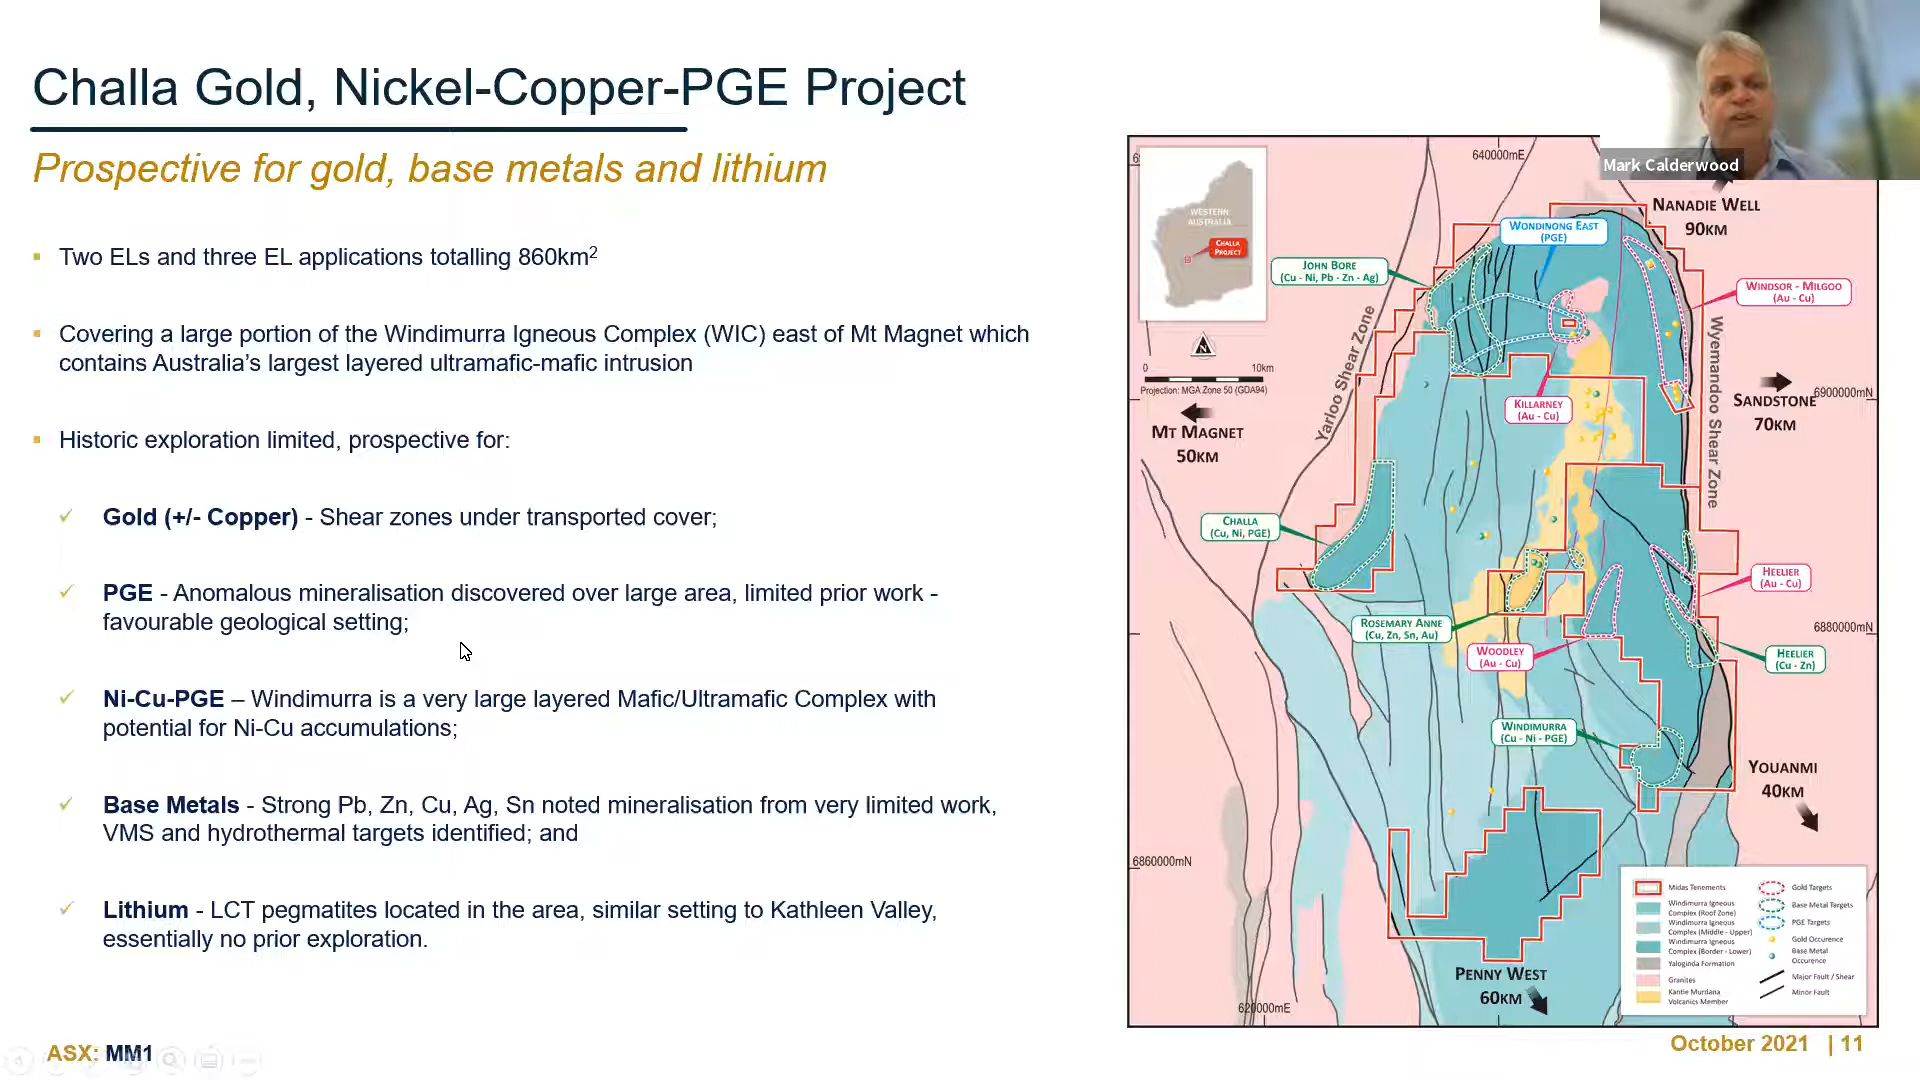 Challa Gold, Nickel-Copper-PGE Project
Prospective for gold, base metals and lithium
Two ELs and three EL applications totalling 860km2
Covering a large portion of the Windimurra Igneous Complex (WIC) east of Mt Magnet which
contains Australia's largest layered ultramafic-mafic intrusion
Historic exploration limited, prospective for:
Gold (+/- Copper) - Shear zones under transported cover;
PGE - Anomalous mineralisation discovered over large area, limited prior work -
favourable geological setting;
Ni-Cu-PGE – Windimurra is a very large layered Mafic/Ultramafic Complex with
potential for Ni-Cu accumulations;
Base Metals - Strong Pb, Zn, Cu, Ag, Sn noted mineralisation from very limited work,
VMS and hydrothermal targets identified; and
Lithium - LCT pegmatites located in the area, similar setting to Kathleen Valley,
essentially no prior exploration.
ASX: MM1
October 2021 | 11
Mark Calderwood
640000mE
WESTERN
AUSTRALIA
CHALLA
PROJECT
N
0 10km
Projection: MGA Zone 50 (GDA94)
NANADIE WELL
90KM
WONDINONG EAST
(PGE)
JOHN BORE
(Cu - Ni, Pb - Zn - Ag)
WINDSOR - MILGOO
(Au - Cu)
Yarloo Shear Zone
Wyemandoo Shear Zone
KILLARNEY
(Au - Cu)
SANDSTONE
70KM
6900000mN
MT MAGNET
50KM
CHALLA
(Cu, Ni, PGE)
HEELIER
(Au - Cu)
ROSEMARY ANNE
(Cu, Zn, Sn, Au)
6880000mN
WOODLEY
(Au - Cu)
HEELIER
(Cu - Zn)
WINDIMURRA
(Cu - Ni - PGE)
YOUANMI
40KM
6860000mN
PENNY WEST
60KM
620000mE
Midas Tenements
Windimurra Igneous
Complex (Roof Zone)
Windimurra Igneous
Complex (Middle - Upper)
Windimurra Igneous
Complex (Border - Lower)
Yaloginda Formation
Granites
Kantie Murdana
Volcanics Member
Gold Targets
Base Metal Targets
PGE Targets
Gold Occurence
Base Metal
Occurence
Major Fault / Shear
Minor Fault